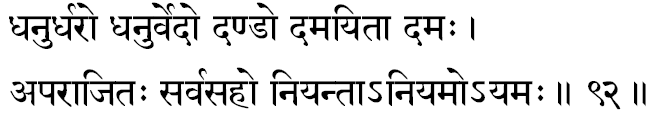 धनुर्धरो धनुर्वेदो दण्डो दमयिता दमः।
अपराजितः सर्वसहो नियन्ताऽनियमोऽयमः॥ ९२॥